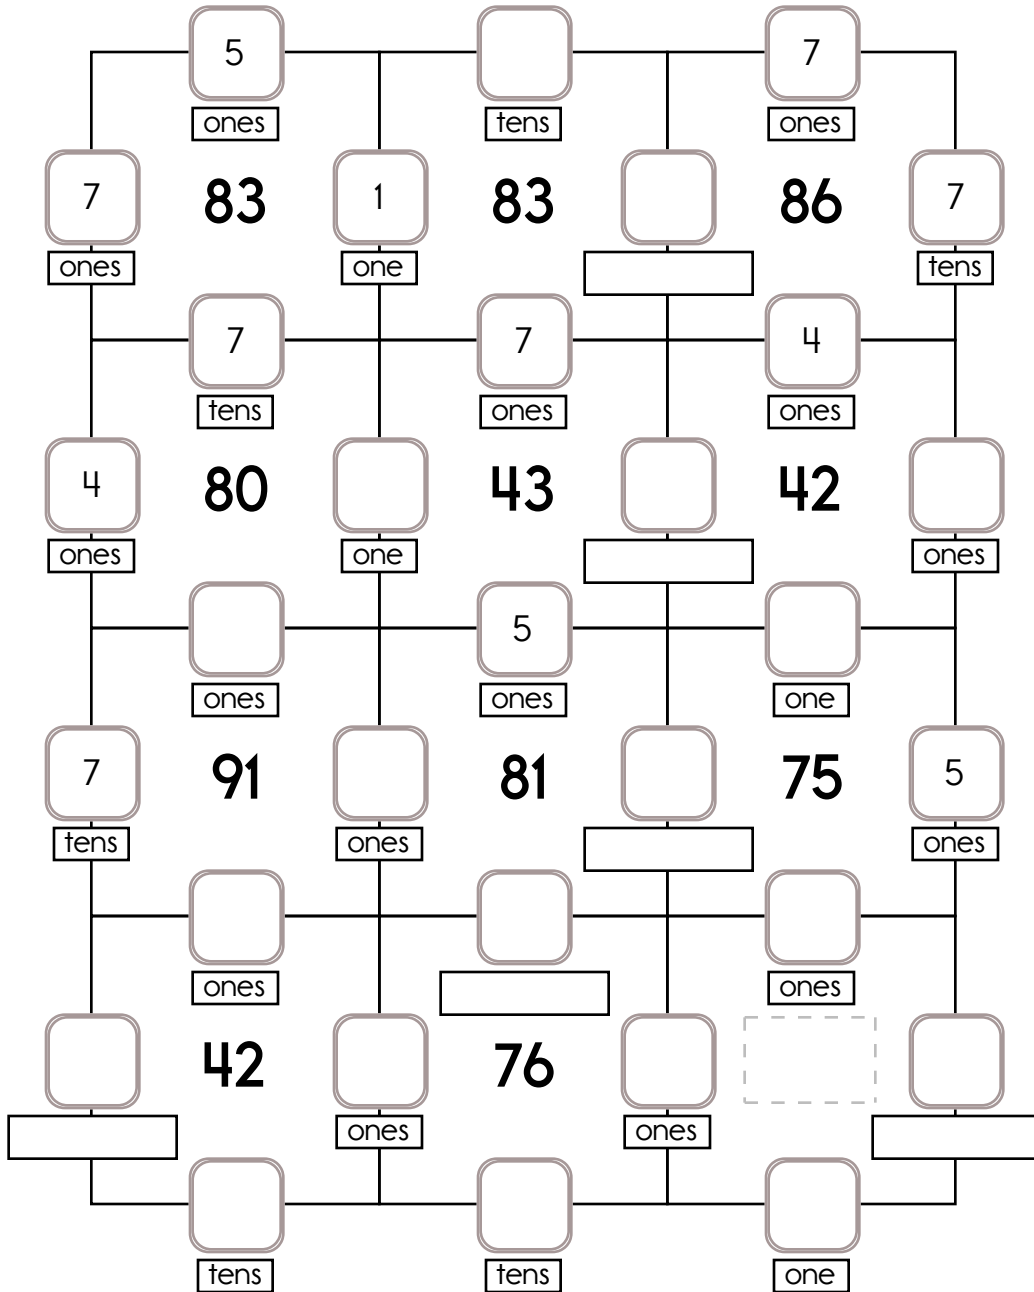 5 7
ones tens ones
7 83 1 83 86 7
ones one tens
7 7 4
tens ones ones
4 80 43 42
ones one ones
5
ones ones one
7 91 81 75 5
tens ones ones
ones ones
42 76
ones ones
tens tens one